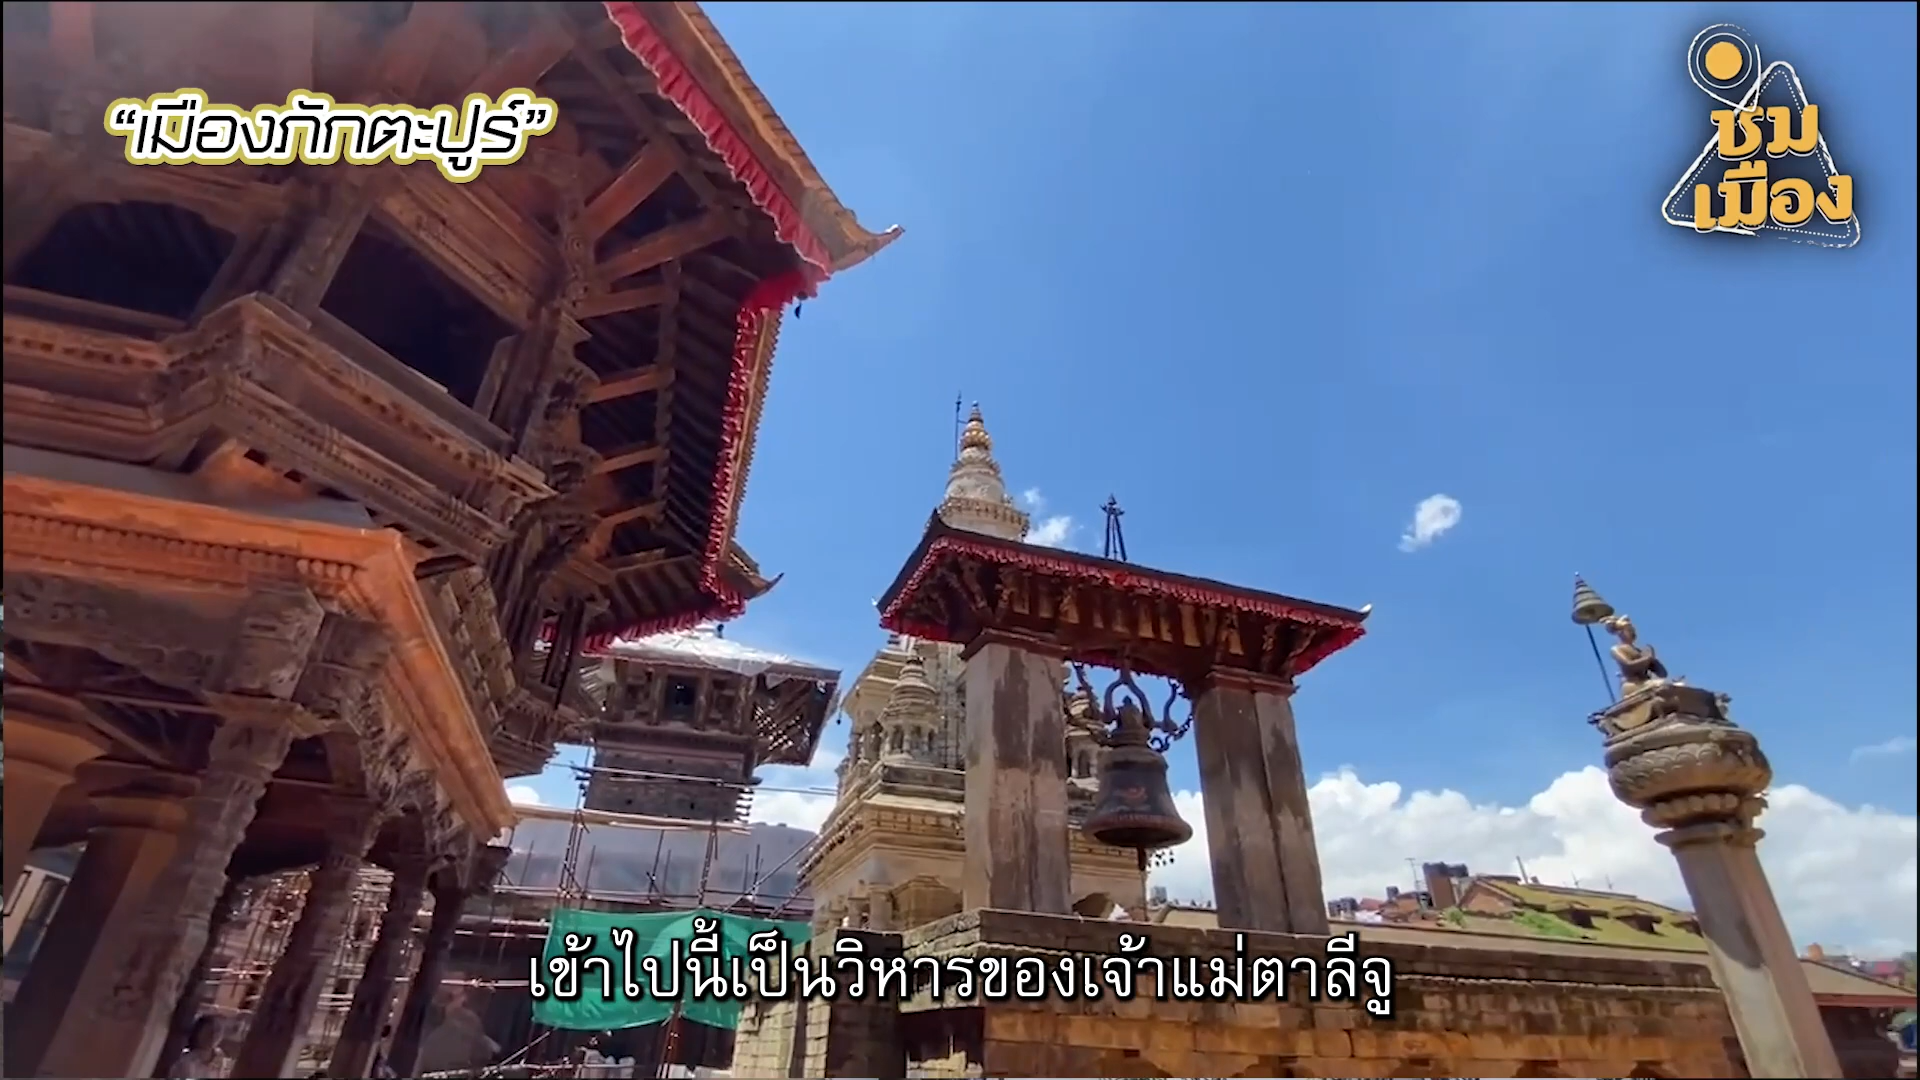 “เมืองภักตะปูร์”
ชม
เมือง
เข้าไปนี้เป็นวิหารของเจ้าแม่ตาลีจู